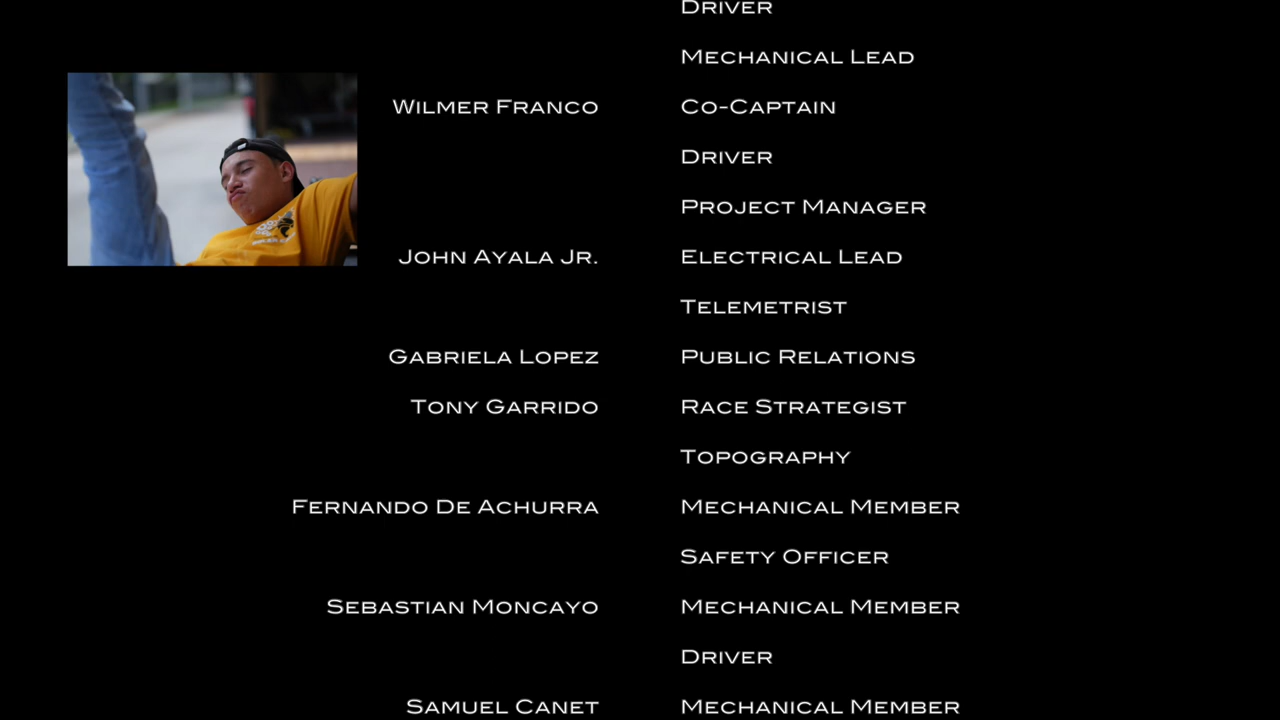 DRIVER
MECHANICAL LEAD
WILMER FRANCO CO-CAPTAIN
DRIVER
PROJECT MANAGER
JOHN AYALA JR. ELECTRICAL LEAD
TELEMETRIST
GABRIELA LOPEZ PUBLIC RELATIONS
TONY GARRIDO RACE STRATEGIST
TOPOGRAPHY
FERNANDO DE ACHURRA MECHANICAL MEMBER
SAFETY OFFICER
SEBASTIAN MONCAYO MECHANICAL MEMBER
DRIVER
SAMUEL CANET MECHANICAL MEMBER